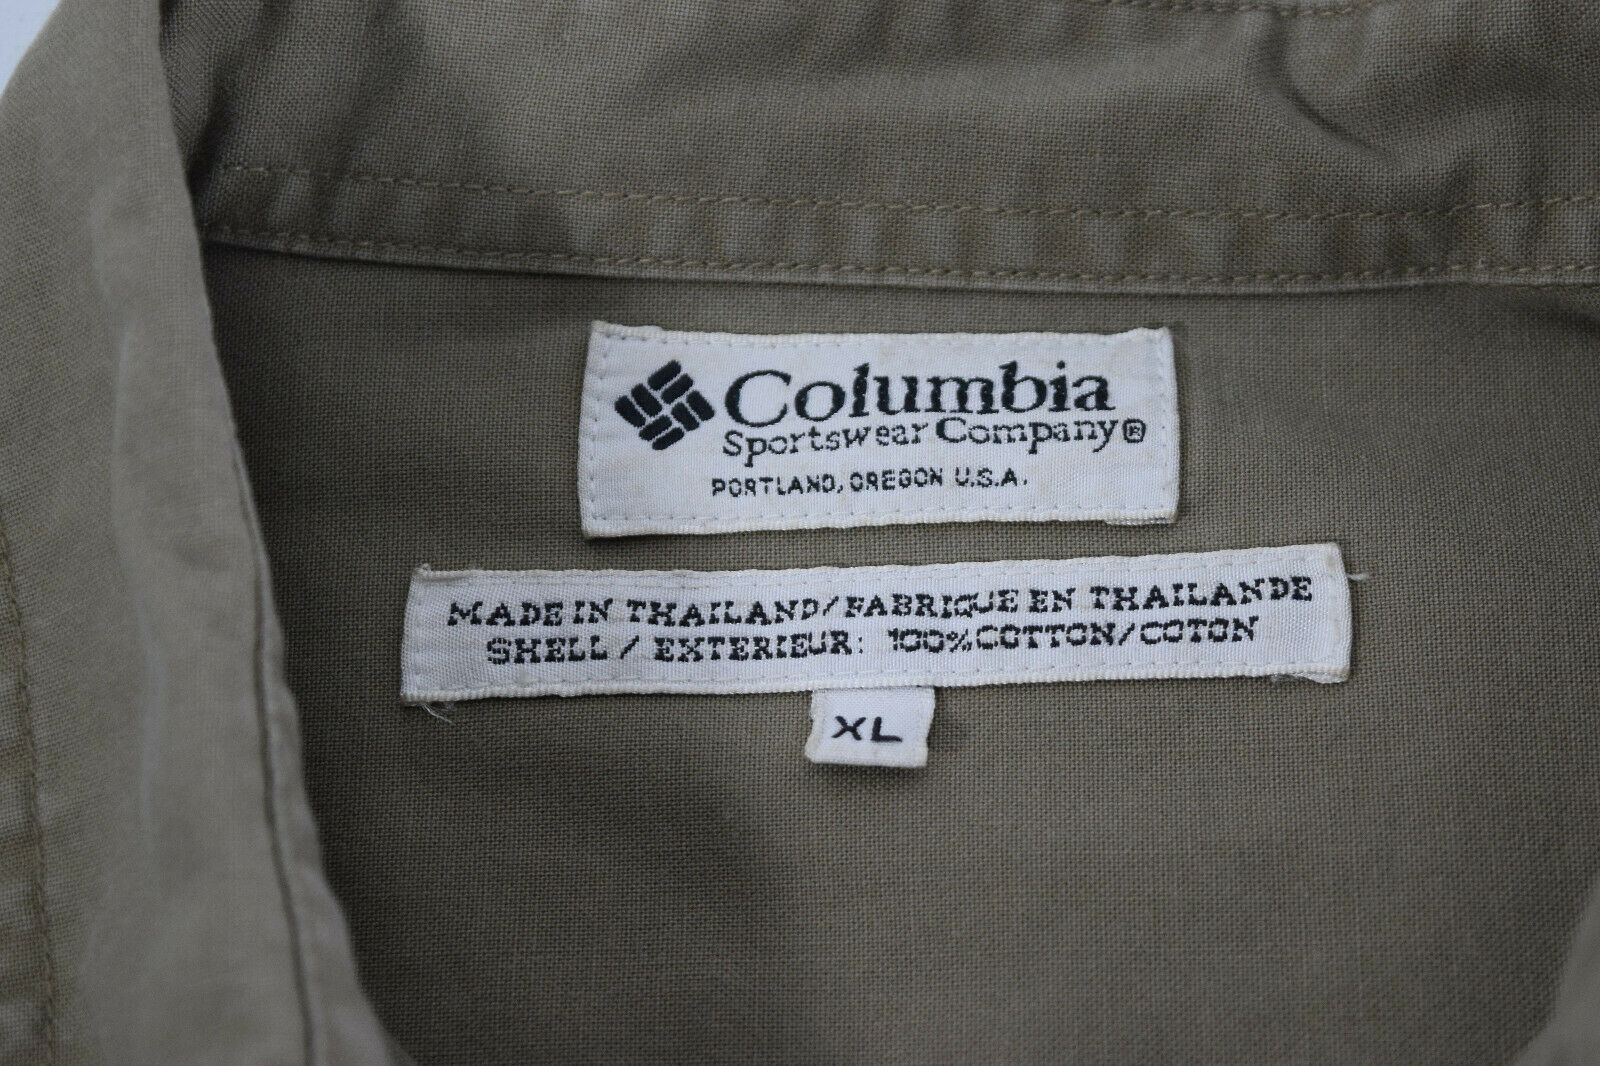 Columbia
Sportswear Company®
PORTLAND, OREGON U.S.A.
MADE IN THAILAND/FABRIQUE EN THAILANDE
SHELL / EXTERIEUR: 100% COTTON/COTON
XL